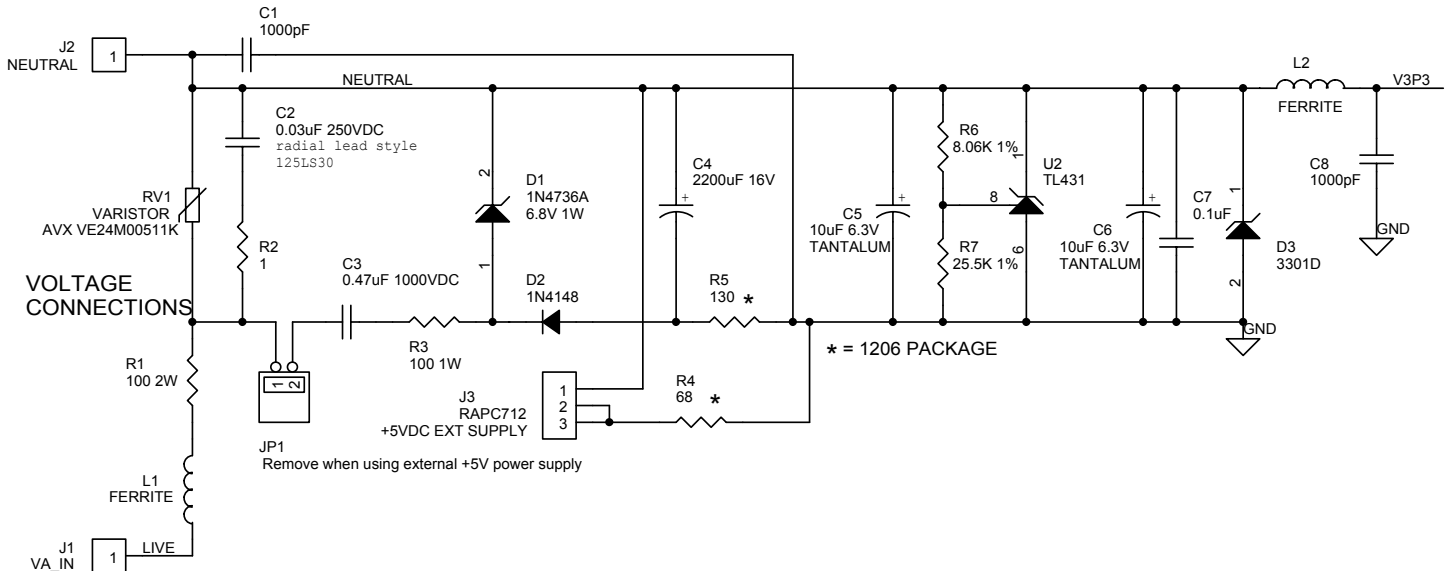 C1
1000pF
J2
NEUTRAL
1
NEUTRAL
L2
FERRITE
V3P3
C2
0.03uF 250VDC
radial lead style
125LS30
RV1
VARISTOR
AVX VE24M00511K
R2
1
2
D1
1N4736A
6.8V 1W
1
C4
2200uF 16V
+
C5
10uF 6.3V
TANTALUM
+
R6
8.06K 1%
R7
25.5K 1%
1
U2
TL431
8
6
+
C6
10uF 6.3V
TANTALUM
C7
0.1uF
1
D3
3301D
2
C8
1000pF
GND
VOLTAGE
CONNECTIONS
C3
0.47uF 1000VDC
D2
1N4148
R5
130 *
GND
R1
100 2W
R3
100 1W
* = 1206 PACKAGE
1 2
JP1
Remove when using external +5V power supply
J3
RAPC712
+5VDC EXT SUPPLY
1
2
3
R4
68 *
L1
FERRITE
J1
VA_IN
1
LIVE